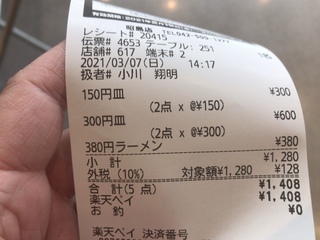 昭島店
レシート# 20415
伝票# 4653 テーブル: 251
店舗# 617 端末# 2
2021/03/07(日) 14:17
扱者# 小川 翔明
150円皿 ¥300
(2点 x @¥150)
300円皿 ¥600
(2点 x @¥300)
380円ラーメン ¥380
小 計 ¥1,280
外税 (10%) 対象額¥1,280 ¥128
合 計(5 点) ¥1,408
楽天ペイ ¥1,408
お 釣 ¥0
楽天ペイ 決済番号